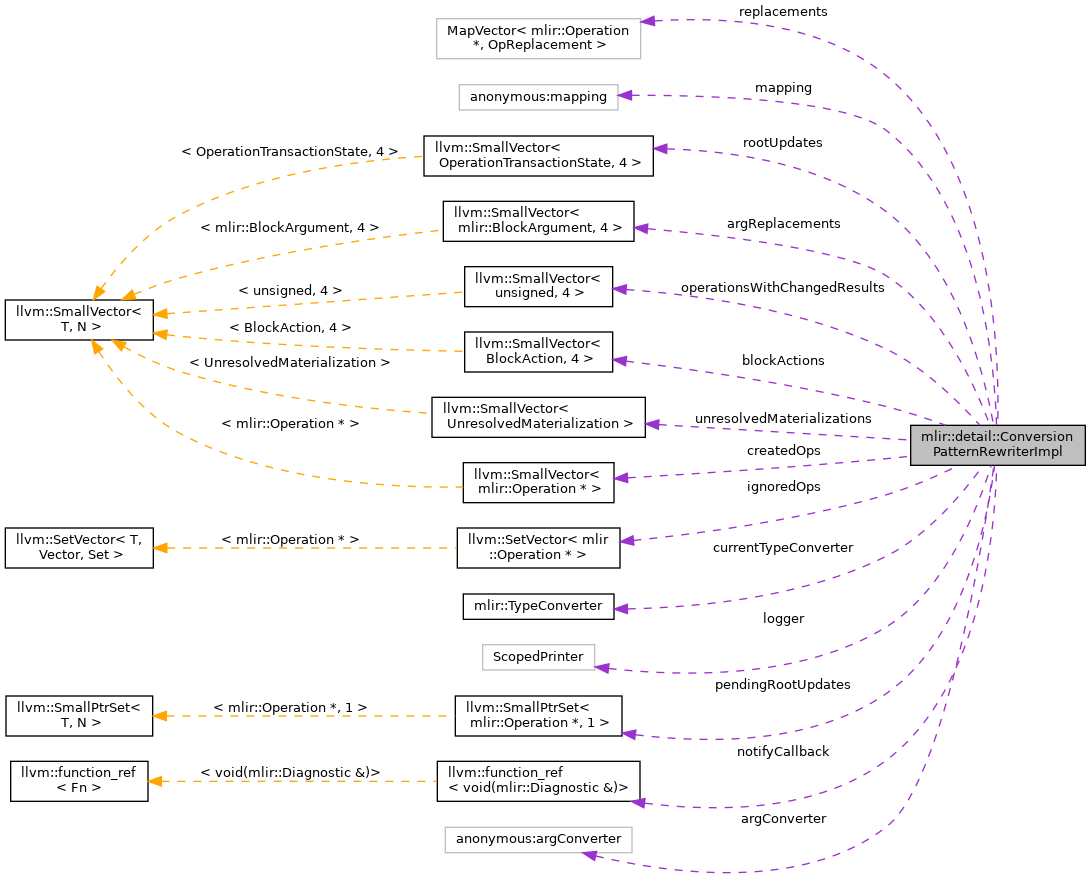 replacements
MapVector< mlir::Operation
*, OpReplacement >
mapping
anonymous:mapping
rootUpdates
< OperationTransactionState, 4 >
llvm::SmallVector<
OperationTransactionState, 4 >
argReplacements
< mlir::BlockArgument, 4 >
llvm::SmallVector<
mlir::BlockArgument, 4 >
operationsWithChangedResults
< unsigned, 4 >
llvm::SmallVector<
unsigned, 4 >
llvm::SmallVector<
T, N >
< BlockAction, 4 >
llvm::SmallVector<
BlockAction, 4 >
blockActions
< UnresolvedMaterialization >
llvm::SmallVector<
UnresolvedMaterialization >
unresolvedMaterializations
mlir::detail::Conversion
PatternRewriterImpl
< mlir::Operation * >
llvm::SmallVector<
mlir::Operation * >
createdOps
ignoredOps
llvm::SetVector< T,
Vector, Set >
< mlir::Operation * >
llvm::SetVector< mlir
::Operation * >
currentTypeConverter
mlir::TypeConverter
logger
ScopedPrinter
pendingRootUpdates
llvm::SmallPtrSet<
T, N >
< mlir::Operation *, 1 >
llvm::SmallPtrSet<
mlir::Operation *, 1 >
notifyCallback
llvm::function_ref
< Fn >
< void(mlir::Diagnostic &)>
llvm::function_ref
< void(mlir::Diagnostic &)>
argConverter
anonymous:argConverter